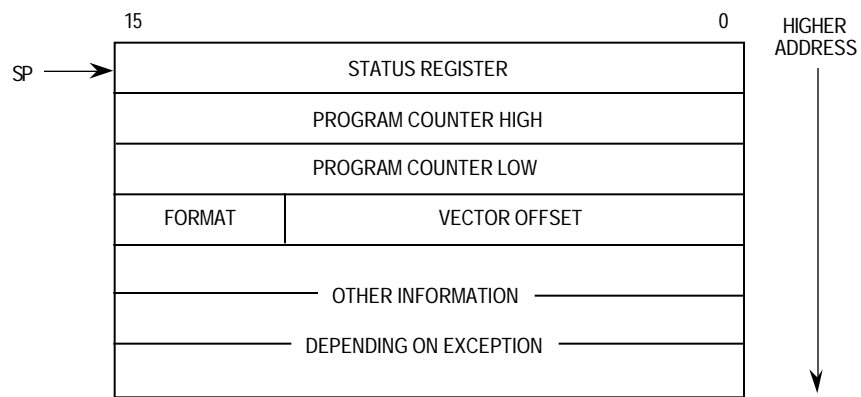 15 0
HIGHER
ADDRESS
SP
STATUS REGISTER
PROGRAM COUNTER HIGH
PROGRAM COUNTER LOW
FORMAT VECTOR OFFSET
OTHER INFORMATION
DEPENDING ON EXCEPTION